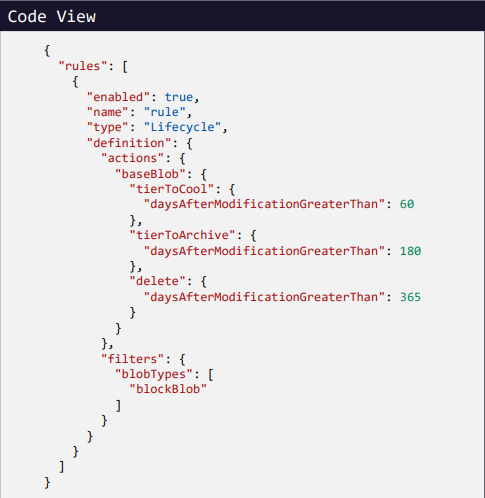 Code View
{
"rules": [
{
"enabled": true,
"name": "rule",
"type": "Lifecycle",
"definition": {
"actions": {
"baseBlob": {
"tierToCool": {
"daysAfterModificationGreaterThan": 60
},
"tierToArchive": {
"daysAfterModificationGreaterThan": 180
},
"delete": {
"daysAfterModificationGreaterThan": 365
}
}
},
"filters": {
"blobTypes": [
"blockBlob"
]
}
}
}
]
}